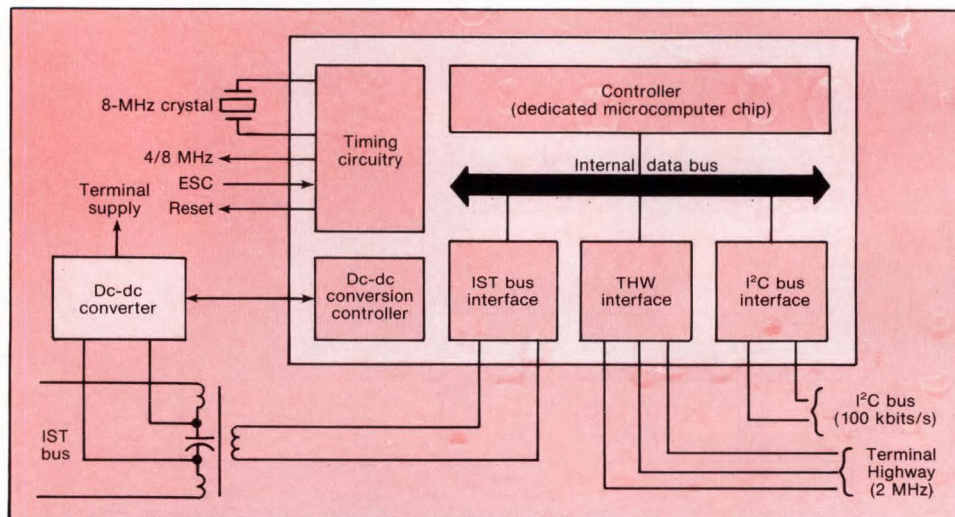 8-MHz crystal
4/8 MHz
ESC
Reset
Terminal
supply
Timing
circuitry
Controller
(dedicated microcomputer chip)
Internal data bus
Dc-dc
converter
Dc-dc
conversion
controller
IST bus
interface
THW
interface
I²C bus
interface
IST
bus
I²C bus
(100 kbits/s)
Terminal
Highway
(2 MHz)